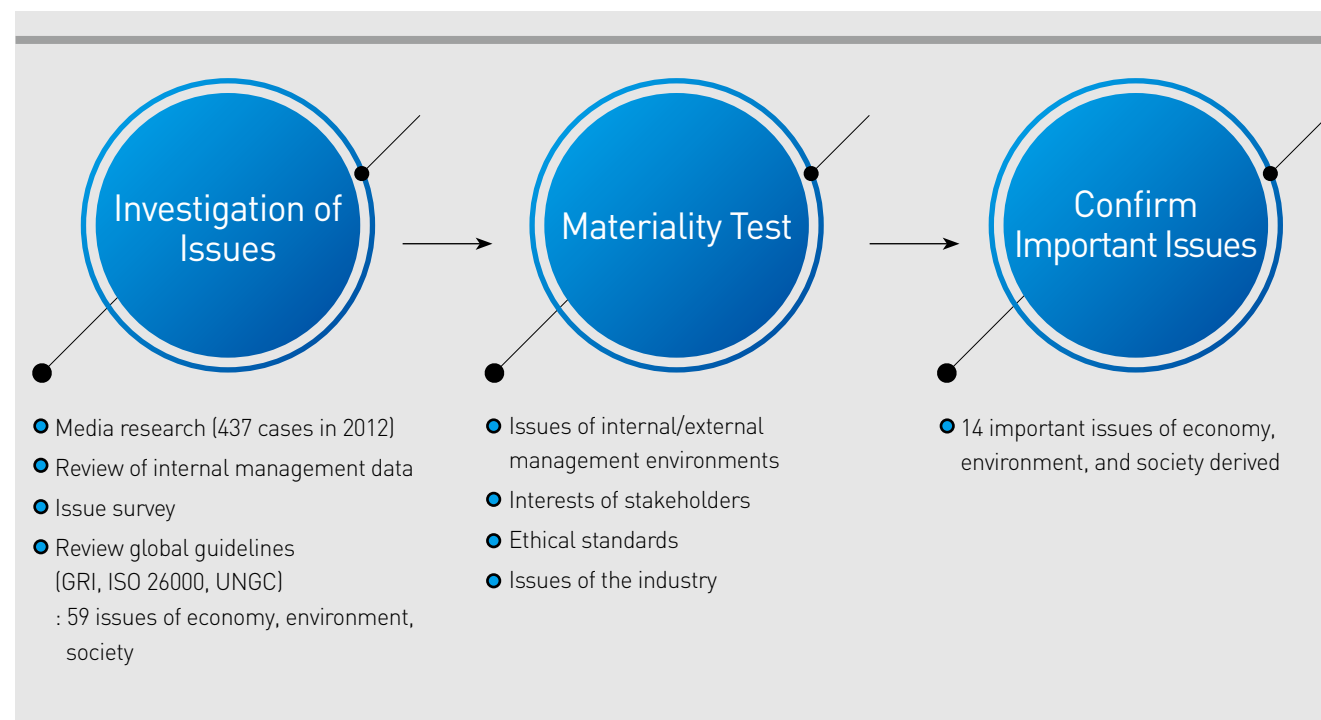 Investigation of
Issues
Materiality Test
Confirm
Important Issues
Media research (437 cases in 2012)
Review of internal management data
Issue survey
Review global guidelines
(GRI, ISO 26000, UNGC)
: 59 issues of economy, environment,
society
Issues of internal/external
management environments
Interests of stakeholders
Ethical standards
Issues of the industry
14 important issues of economy,
environment, and society derived